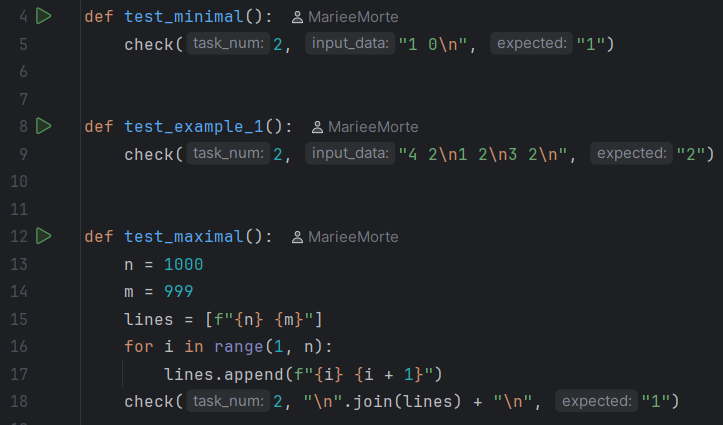 4 def test_minimal(): MarieeMorte
5 check( task_num: 2, input_data: "1 0\n", expected: "1")
6
7
8 def test_example_1(): MarieeMorte
9 check( task_num: 2, input_data: "4 2\n1 2\n3 2\n", expected: "2")
10
11
12 def test_maximal(): MarieeMorte
13 n = 1000
14 m = 999
15 lines = [f"{n} {m}"]
16 for i in range(1, n):
17 lines.append(f"{i} {i + 1}")
18 check( task_num: 2, "\n".join(lines) + "\n", expected: "1")